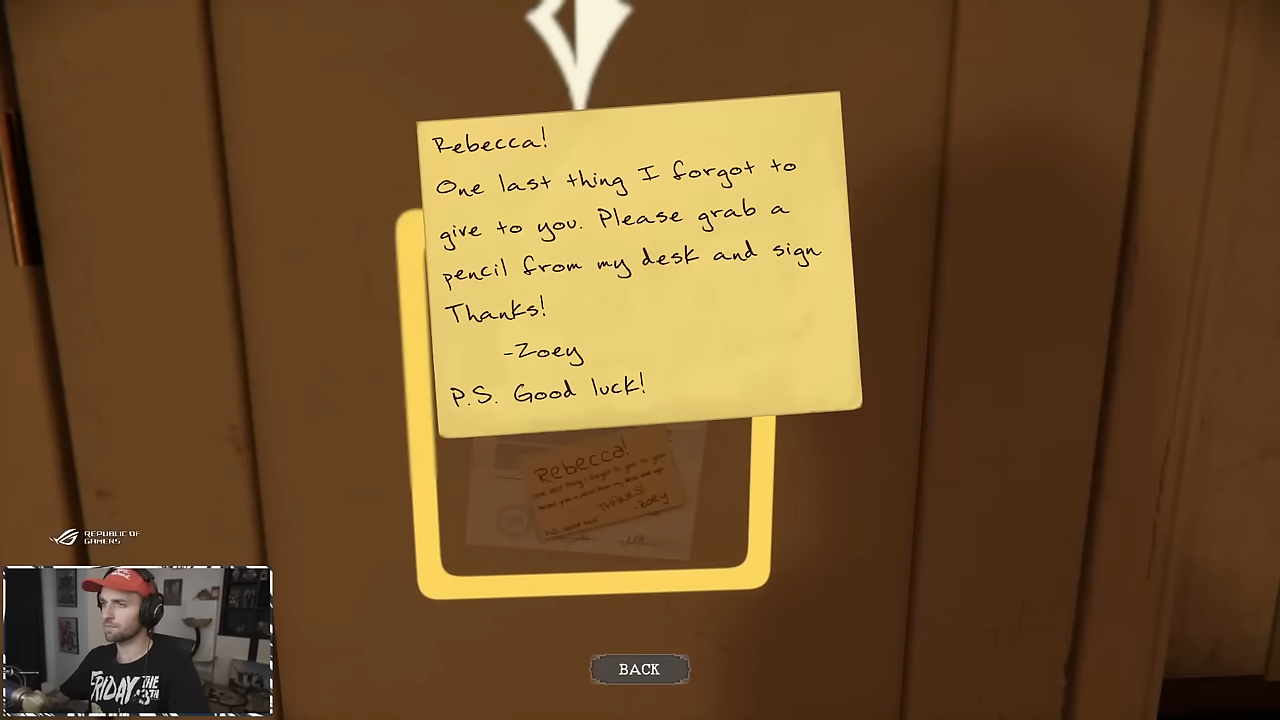 Rebecca!
One last thing I forgot to
give to you. Please grab a
pencil from my desk and sign
Thanks!
-Zoey
P.S. Good luck!
Rebecca!
THANKS!
-Zoey
REPUBLIC OF
GAMERS
FRIDAY THE
13TH
BACK